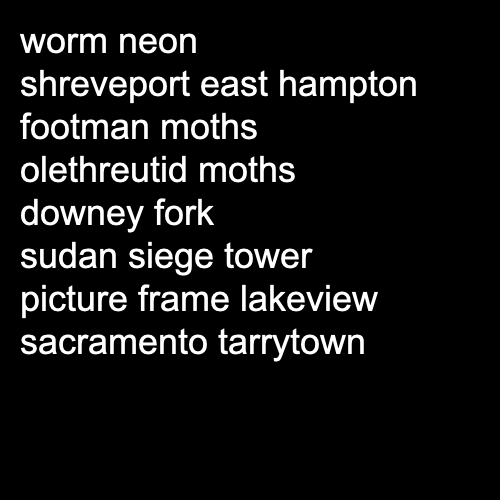 worm neon
shreveport east hampton
footman moths
olethreutid moths
downey fork
sudan siege tower
picture frame lakeview
sacramento tarrytown